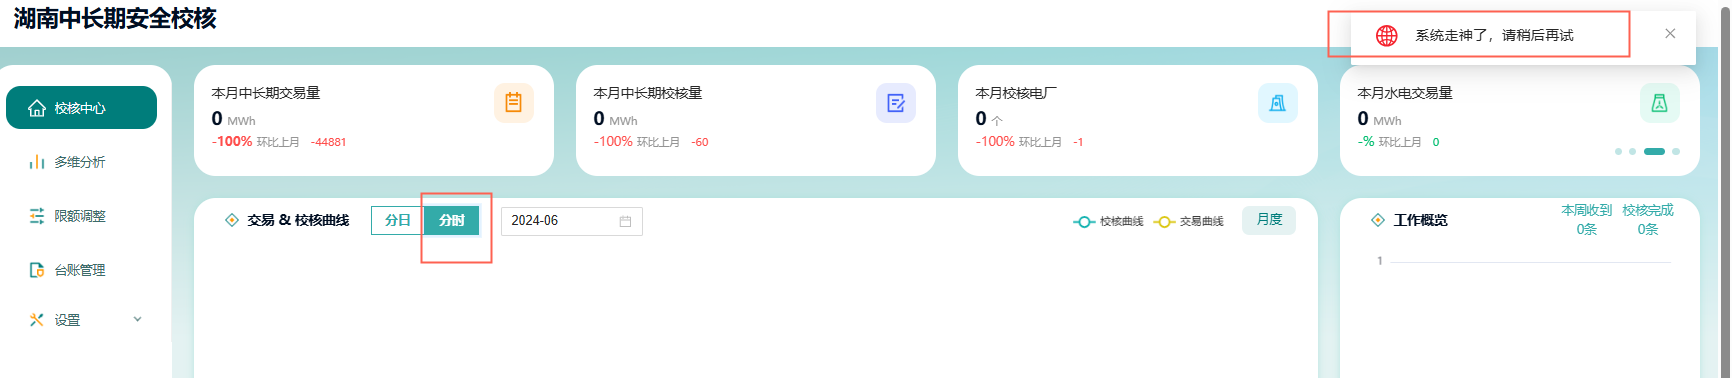 湖南中长期安全校核
系统走神了，请稍后再试
校核中心
多维分析
限额调整
台账管理
设置
本月中长期交易量
0 MWh
-100% 环比上月 -44881
本月中长期校核量
0 MWh
-100% 环比上月 -60
本月校核电厂
0 个
-100% 环比上月 -1
本月水电交易量
0 MWh
-% 环比上月 0
交易 & 校核曲线 分日 分时 2024-06 校核曲线 交易曲线 月度
工作概览 本周收到 校核完成
0条 0条
1